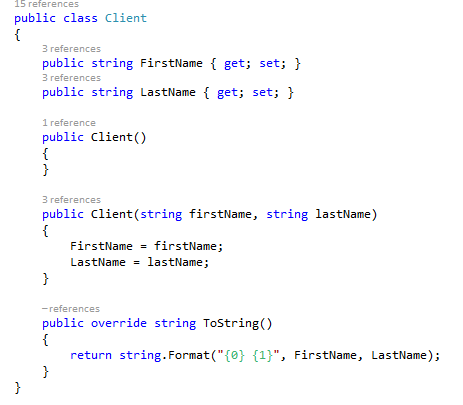 15 references
public class Client
{
3 references
public string FirstName { get; set; }
3 references
public string LastName { get; set; }
1 reference
public Client()
{
}
3 references
public Client(string firstName, string lastName)
{
FirstName = firstName;
LastName = lastName;
}
– references
public override string ToString()
{
return string.Format("{0} {1}", FirstName, LastName);
}
}